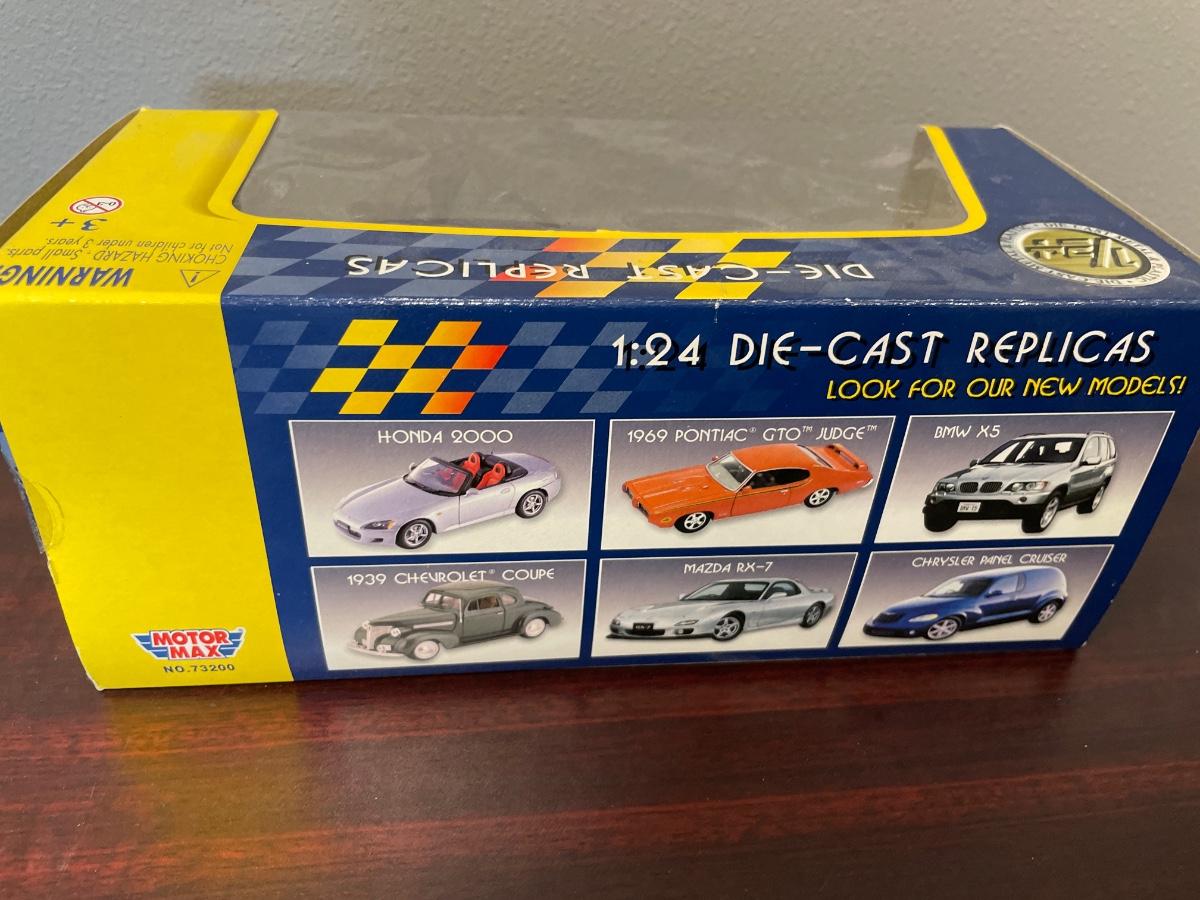 3+
WARNING!
CHOKING HAZARD - Small parts.
Not for children under 3 years.
DIE-CAST REPLICAS
1:24 DIE-CAST REPLICAS
LOOK FOR OUR NEW MODELS!
HONDA 2000
1969 PONTIAC® GTO™ JUDGE™
BMW X5
1939 CHEVROLET® COUPE
MAZDA RX-7
CHRYSLER PANEL CRUISER
MOTOR
MAX
NO.73200